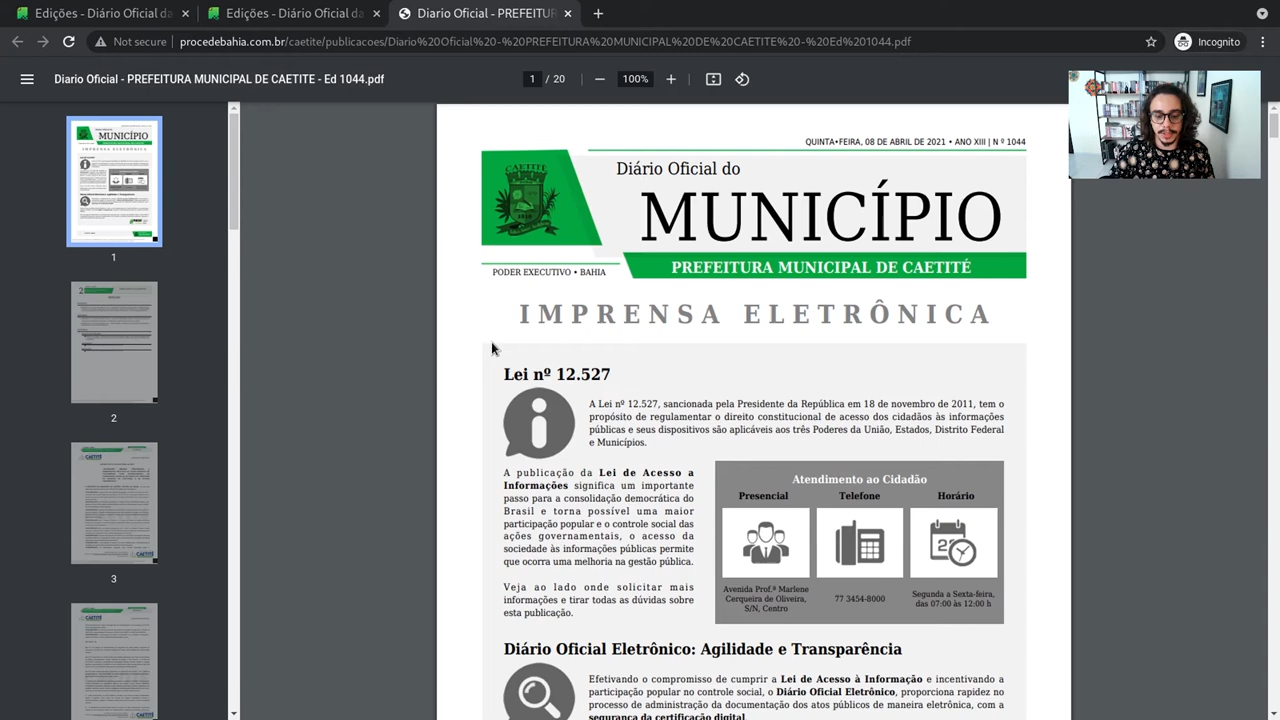 Edições - Diário Oficial da
Edições - Diário Oficial da
Diario Oficial - PREFEITUR
Not secure
procedebahia.com.br/caetite/publicacoes/Diario%20Oficial%20-%20PREFEITURA%20MUNICIPAL%20DE%20CAETITE%20-%20Ed%201044.pdf
Incognito
Diario Oficial - PREFEITURA MUNICIPAL DE CAETITE - Ed 1044.pdf
1 / 20
100%
1
2
3
QUINTA•FEIRA, 08 DE ABRIL DE 2021 • ANO XIII | N º 1044
CAETITÉ
1810
Diário Oficial do
MUNICÍPIO
PREFEITURA MUNICIPAL DE CAETITÉ
PODER EXECUTIVO • BAHIA
IMPRENSA ELETRÔNICA
Lei nº 12.527
A Lei nº 12.527, sancionada pela Presidente da República em 18 de novembro de 2011, tem o
propósito de regulamentar o direito constitucional de acesso dos cidadãos às informações
públicas e seus dispositivos são aplicáveis aos três Poderes da União, Estados, Distrito Federal
e Municípios.
A publicação da Lei de Acesso a
Informações significa um importante
passo para a consolidação democrática do
Brasil e torna possível uma maior
participação popular e o controle social das
ações governamentais, o acesso da
sociedade às informações públicas permite
que ocorra uma melhoria na gestão pública.
Veja ao lado onde solicitar mais
informações e tirar todas as dúvidas sobre
esta publicação.
Atendimento ao Cidadão
Presencial
Telefone
Horário
Avenida Prof.ª Marlene
Cerqueira de Oliveira,
S/N, Centro
77 3454-8000
Segunda a Sexta-feira,
das 07:00 às 12:00 h
Diário Oficial Eletrônico: Agilidade e Transparência
Efetivando o compromisso de cumprir a Lei de Acesso à Informação e incentivando a
participação popular no controle social, o Diário Oficial Eletrônico, proporciona rapidez no
processo de administração da documentação dos atos públicos de maneira eletrônica, com a
segurança da certificação digital.